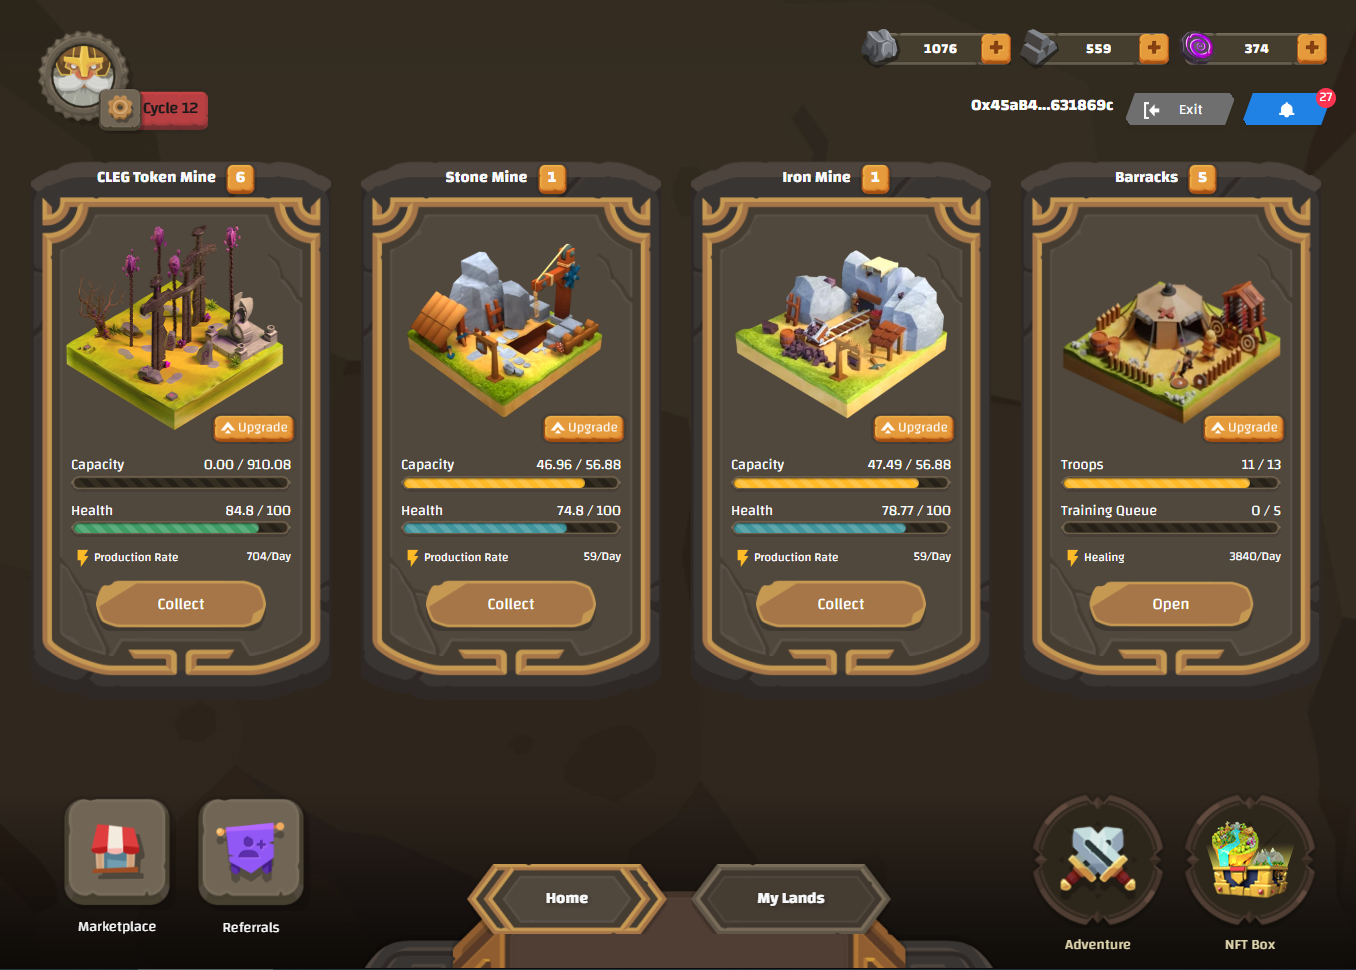 1076
559
374
Cycle 12
0x45aB4...631869c
Exit
27
CLEG Token Mine 6
Upgrade
Capacity 0.00 / 910.08
Health 84.8 / 100
Production Rate 704/Day
Collect
Stone Mine 1
Upgrade
Capacity 46.96 / 56.88
Health 74.8 / 100
Production Rate 59/Day
Collect
Iron Mine 1
Upgrade
Capacity 47.49 / 56.88
Health 78.77 / 100
Production Rate 59/Day
Collect
Barracks 5
Upgrade
Troops 11 / 13
Training Queue 0 / 5
Healing 3840/Day
Open
Marketplace
Referrals
Home
My Lands
Adventure
NFT Box